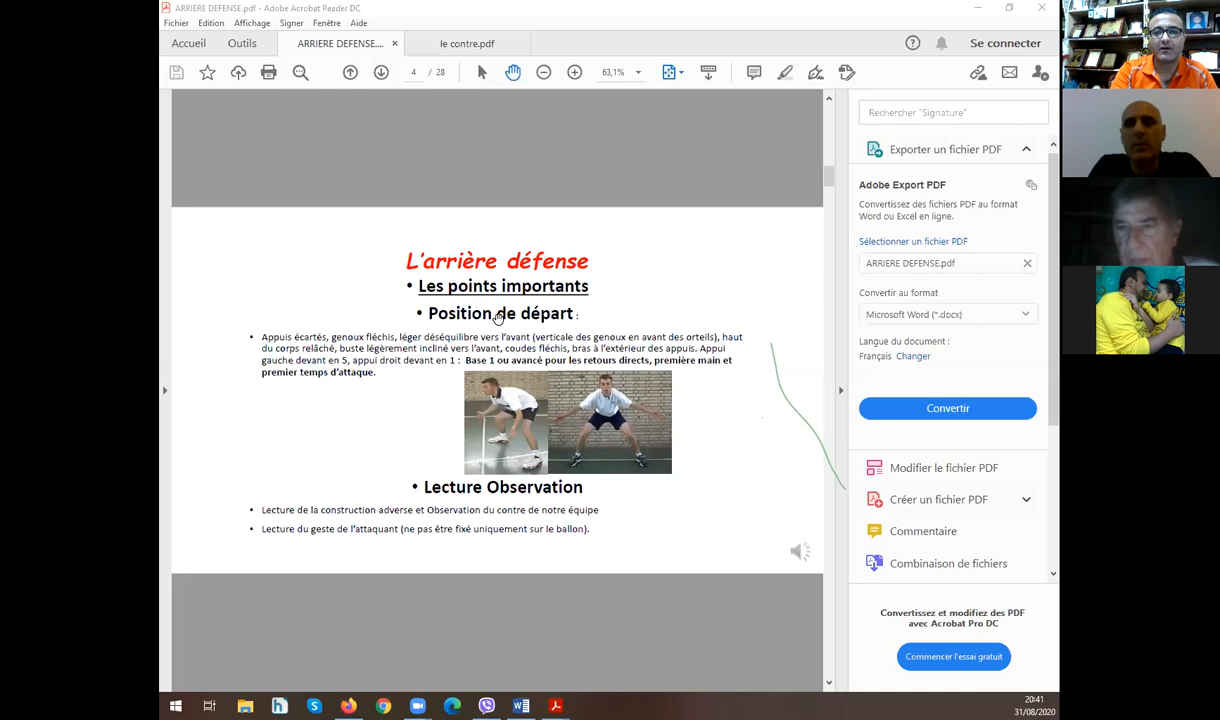 ARRIERE DEFENSE.pdf - Adobe Acrobat Reader DC
Fichier Edition Affichage Signer Fenêtre Aide
Accueil Outils ARRIERE DEFENSE.... × le contre.pdf Se connecter
4 / 28 63,1%
Rechercher "Signature"
Exporter un fichier PDF
Adobe Export PDF
Convertissez des fichiers PDF au format
Word ou Excel en ligne.
Sélectionner un fichier PDF
ARRIERE DEFENSE.pdf
Convertir au format
Microsoft Word (*.docx)
Langue du document :
Français Changer
Convertir
Modifier le fichier PDF
Créer un fichier PDF
Commentaire
Combinaison de fichiers
Convertissez et modifiez des PDF
avec Acrobat Pro DC
Commencer l'essai gratuit
L'arrière défense
• Les points importants
• Position de départ :
• Appuis écartés, genoux fléchis, léger déséquilibre vers l'avant (verticale des genoux en avant des orteils), haut
du corps relâché, buste légèrement incliné vers l'avant, coudes fléchis, bras à l'extérieur des appuis. Appui
gauche devant en 5, appui droit devant en 1 : Base 1 ou avancé pour les retours directs, première main et
premier temps d'attaque.
• Lecture Observation
• Lecture de la construction adverse et Observation du contre de notre équipe
• Lecture du geste de l'attaquant (ne pas être fixé uniquement sur le ballon).
20:41
31/08/2020